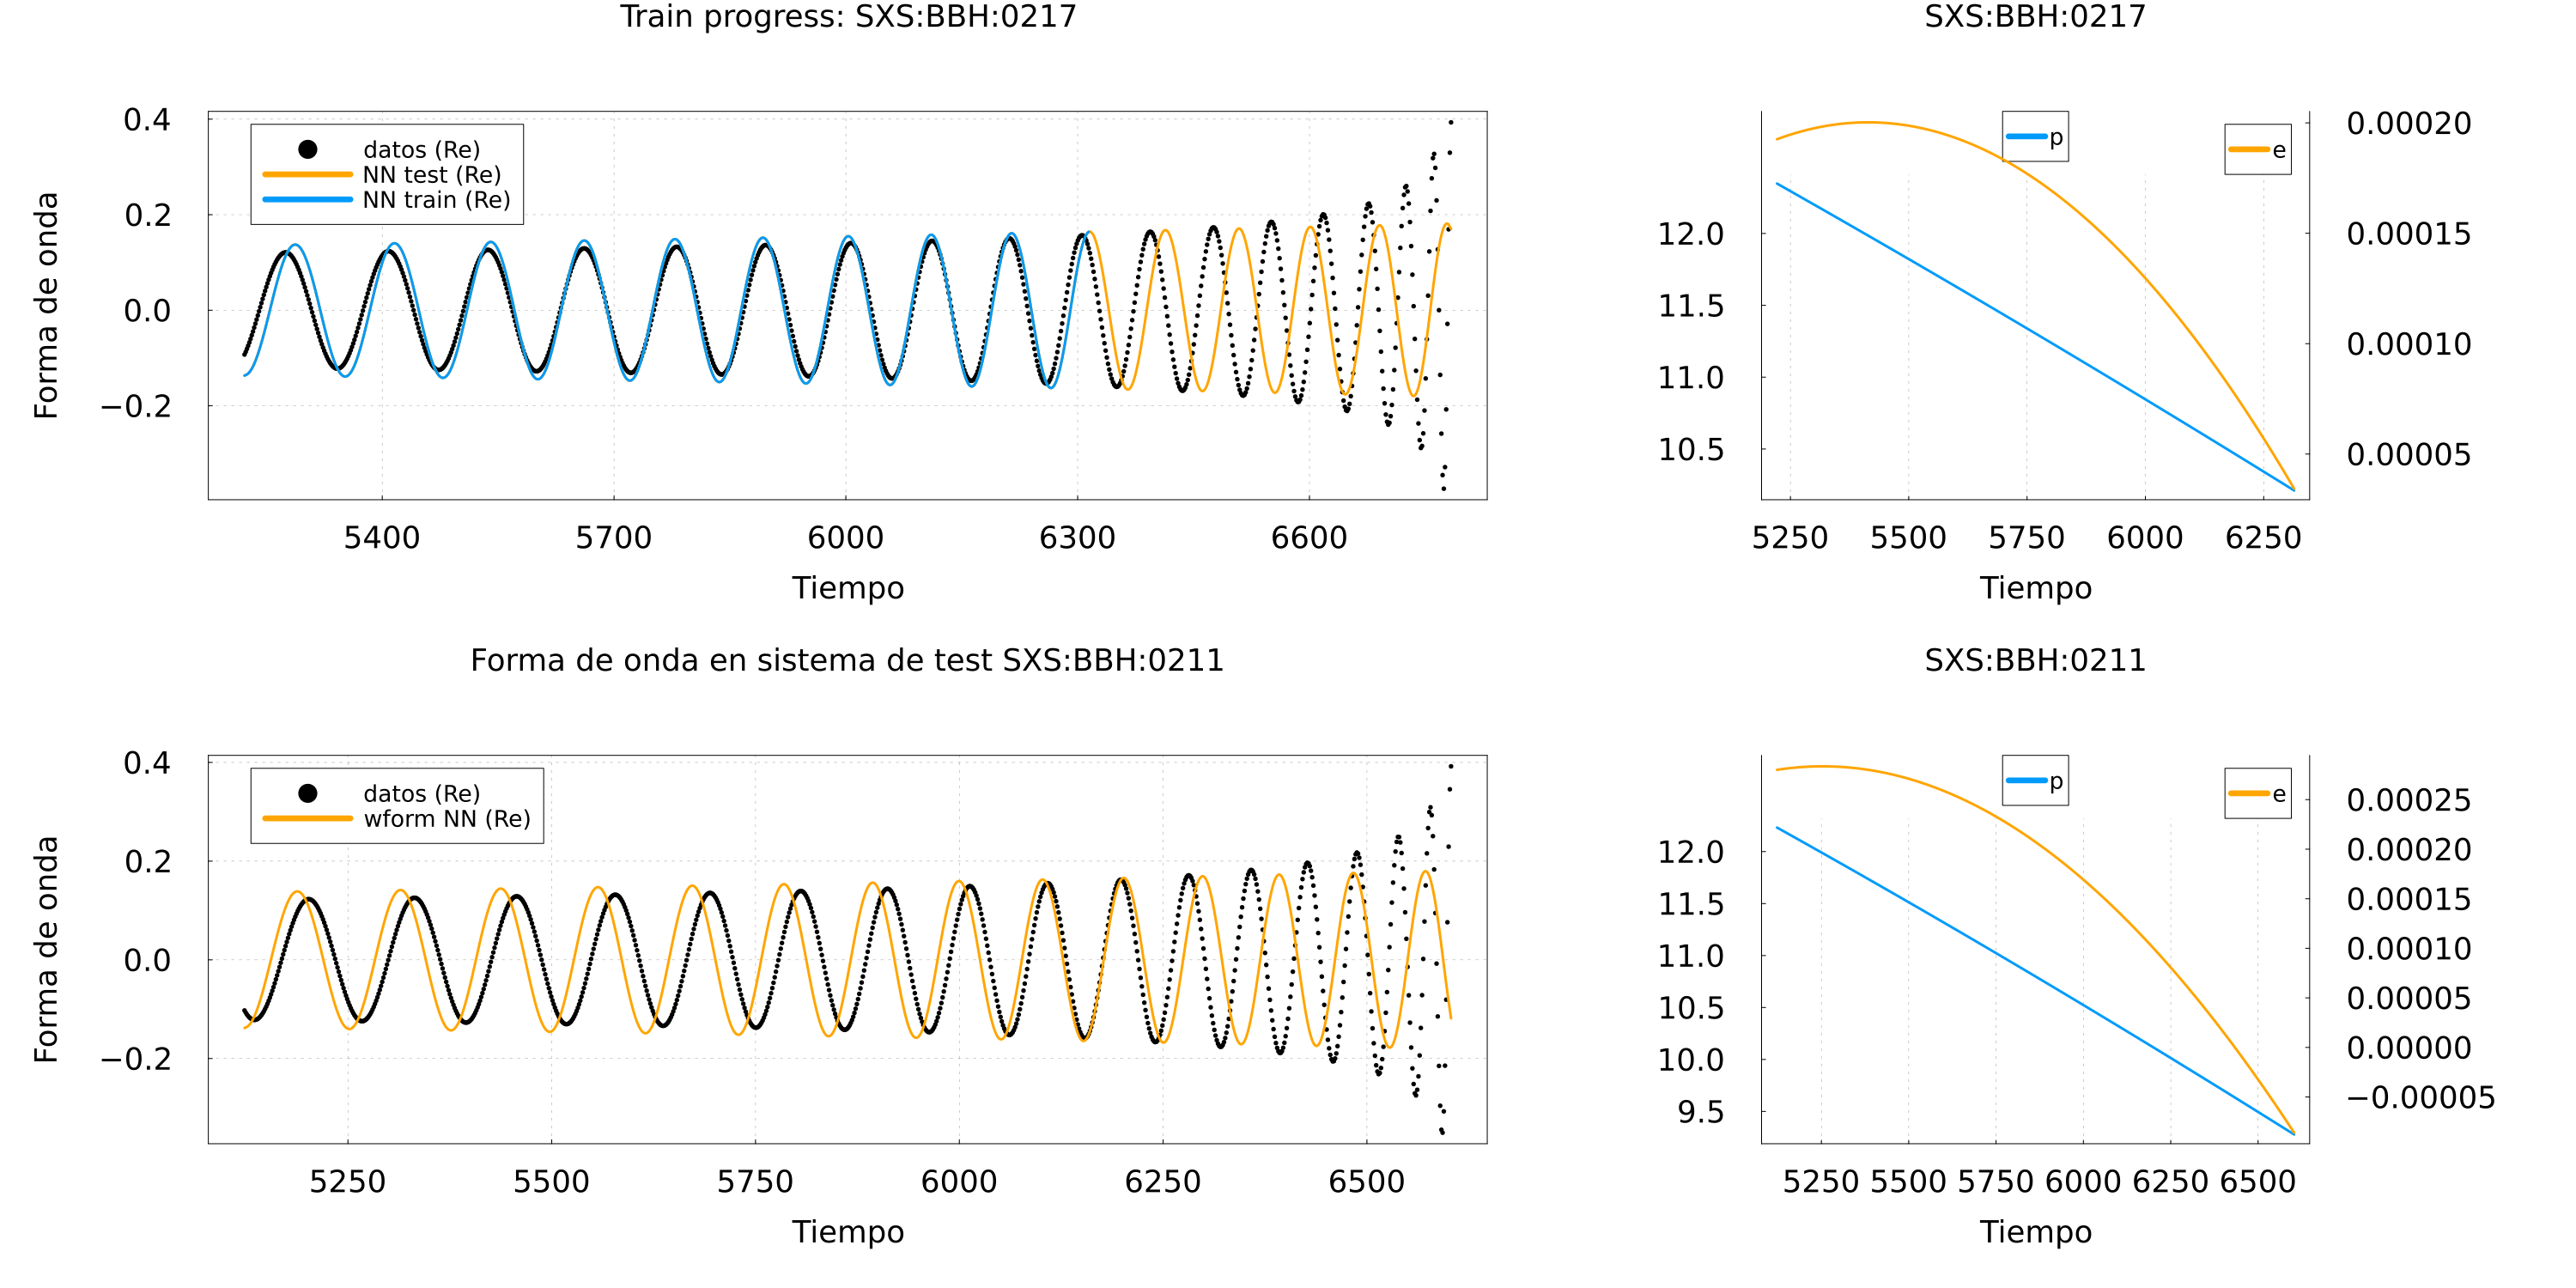 Train progress: SXS:BBH:0217
SXS:BBH:0217
Forma de onda
0.4
0.2
0.0
−0.2
datos (Re)
NN test (Re)
NN train (Re)
5400 5700 6000 6300 6600
Tiempo
p
e
12.0
11.5
11.0
10.5
0.00020
0.00015
0.00010
0.00005
5250 5500 5750 6000 6250
Tiempo
Forma de onda en sistema de test SXS:BBH:0211
SXS:BBH:0211
Forma de onda
0.4
0.2
0.0
−0.2
datos (Re)
wform NN (Re)
5250 5500 5750 6000 6250 6500
Tiempo
p
e
12.0
11.5
11.0
10.5
10.0
9.5
0.00025
0.00020
0.00015
0.00010
0.00005
0.00000
−0.00005
5250 5500 5750 6000 6250 6500
Tiempo